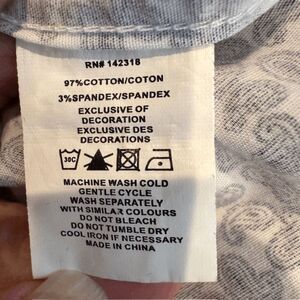 RN# 142318
97%COTTON/COTON
3%SPANDEX/SPANDEX
EXCLUSIVE OF
DECORATION
EXCLUSIVE DES
DECORATIONS
30C
MACHINE WASH COLD
GENTLE CYCLE
WASH SEPARATELY
WITH SIMILAR COLOURS
DO NOT BLEACH
DO NOT TUMBLE DRY
COOL IRON IF NECESSARY
MADE IN CHINA